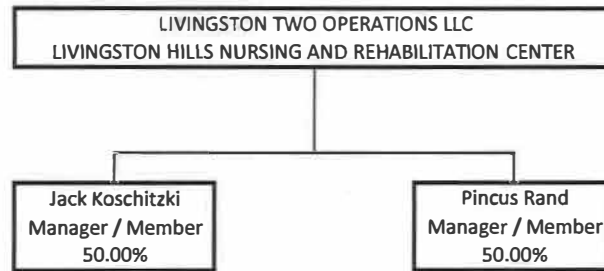 LIVINGSTON TWO OPERATIONS LLC
LIVINGSTON HILLS NURSING AND REHABILITATION CENTER
Jack Koschitzki
Manager / Member
50.00%
Pincus Rand
Manager / Member
50.00%